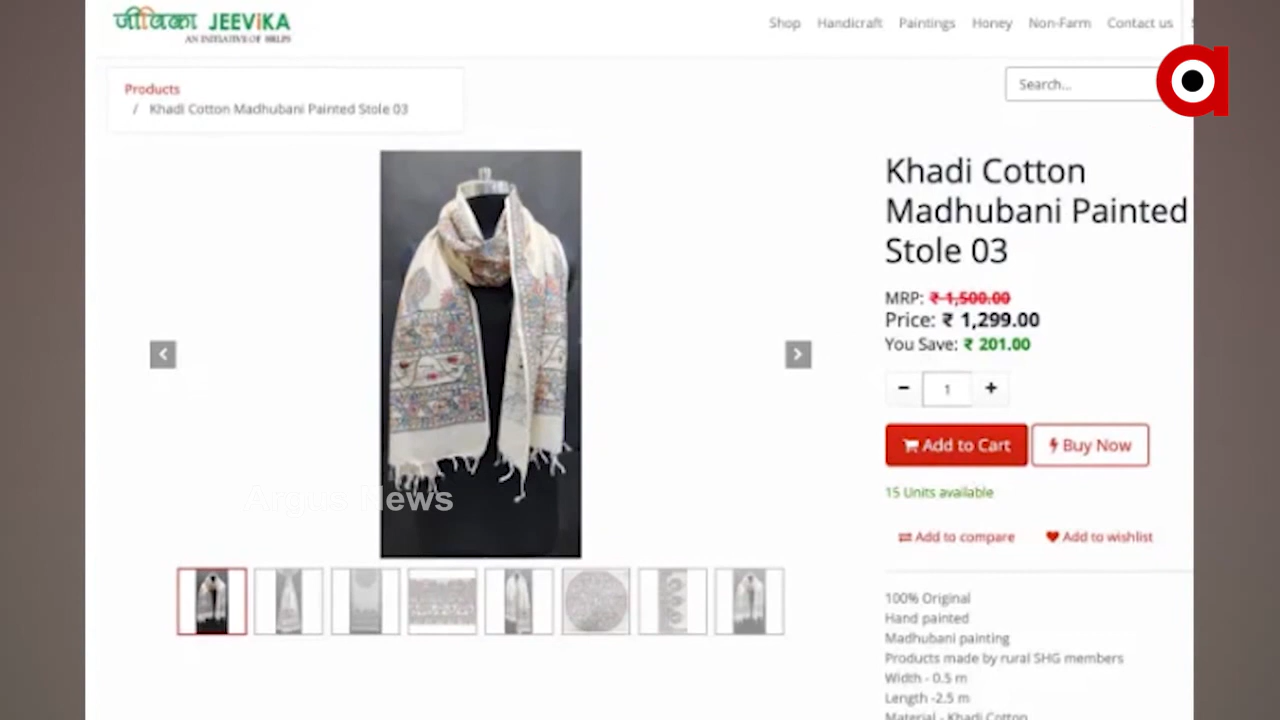 जीविका JEEViKA
AN INITIATIVE OF BRLPS
Shop Handicraft Paintings Honey Non-Farm Contact us
Products
/ Khadi Cotton Madhubani Painted Stole 03
Search...
Khadi Cotton
Madhubani Painted
Stole 03
MRP: ₹ 1,500.00
Price: ₹ 1,299.00
You Save: ₹ 201.00
− 1 +
Add to Cart
Buy Now
15 Units available
Add to compare
Add to wishlist
100% Original
Hand painted
Madhubani painting
Products made by rural SHG members
Width - 0.5 m
Length -2.5 m
Material - Khadi Cotton
Argus News
a